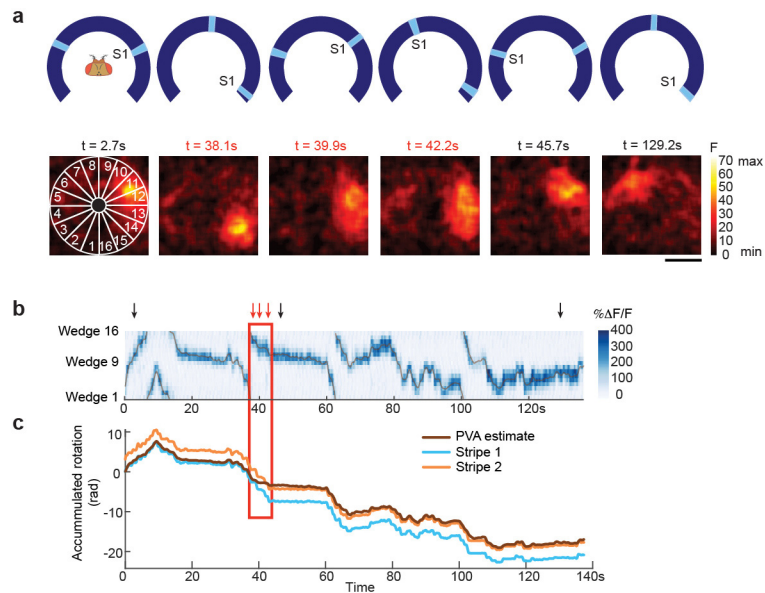 a
S1
S1
S1
S1
S1
S1
t = 2.7s
t = 38.1s
t = 39.9s
t = 42.2s
t = 45.7s
t = 129.2s
F
1 2 3 4 5 6 7 8 9 10 11 12 13 14 15 16
70 max
60
50
40
30
20
10
0 min
b
Wedge 16
Wedge 9
Wedge 1
0 20 40 60 80 100 120s
%ΔF/F
400
300
200
100
0
c
Accummulated rotation
(rad)
10
0
-10
-20
PVA estimate
Stripe 1
Stripe 2
0 20 40 60 80 100 120 140s
Time